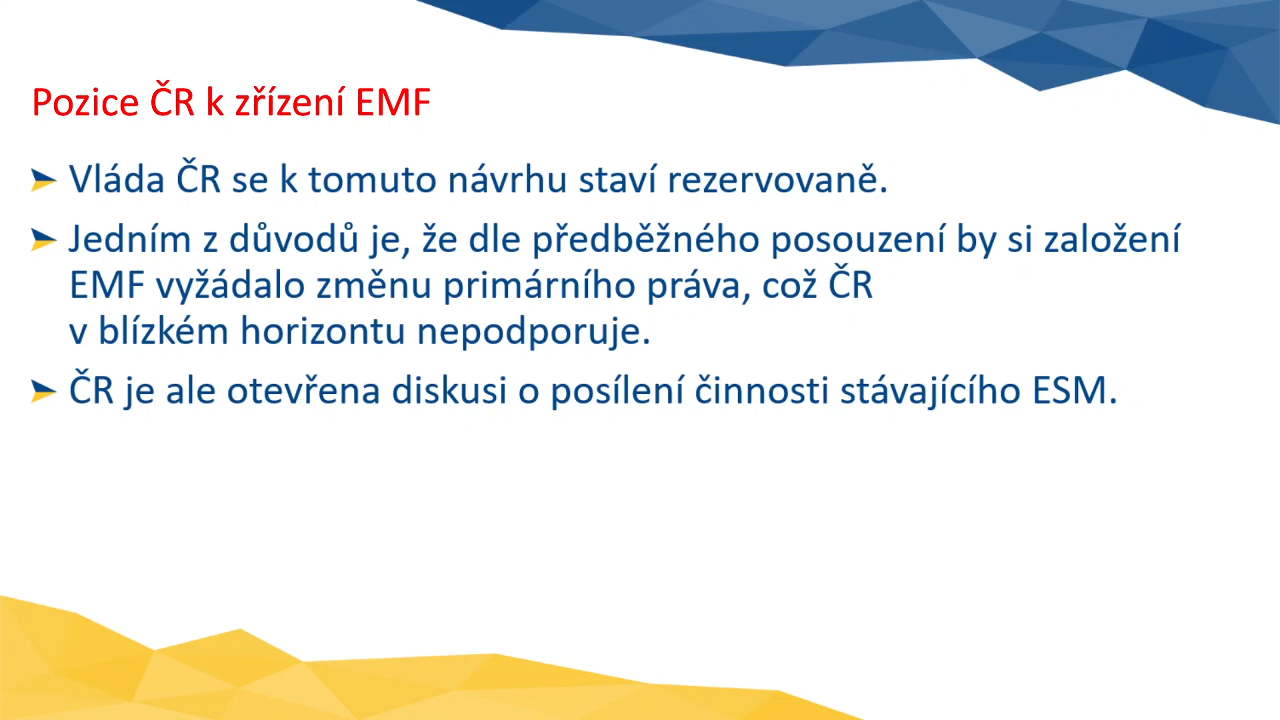 Pozice ČR k zřízení EMF
Vláda ČR se k tomuto návrhu staví rezervovaně.
Jedním z důvodů je, že dle předběžného posouzení by si založení
EMF vyžádalo změnu primárního práva, což ČR
v blízkém horizontu nepodporuje.
ČR je ale otevřena diskusi o posílení činnosti stávajícího ESM.